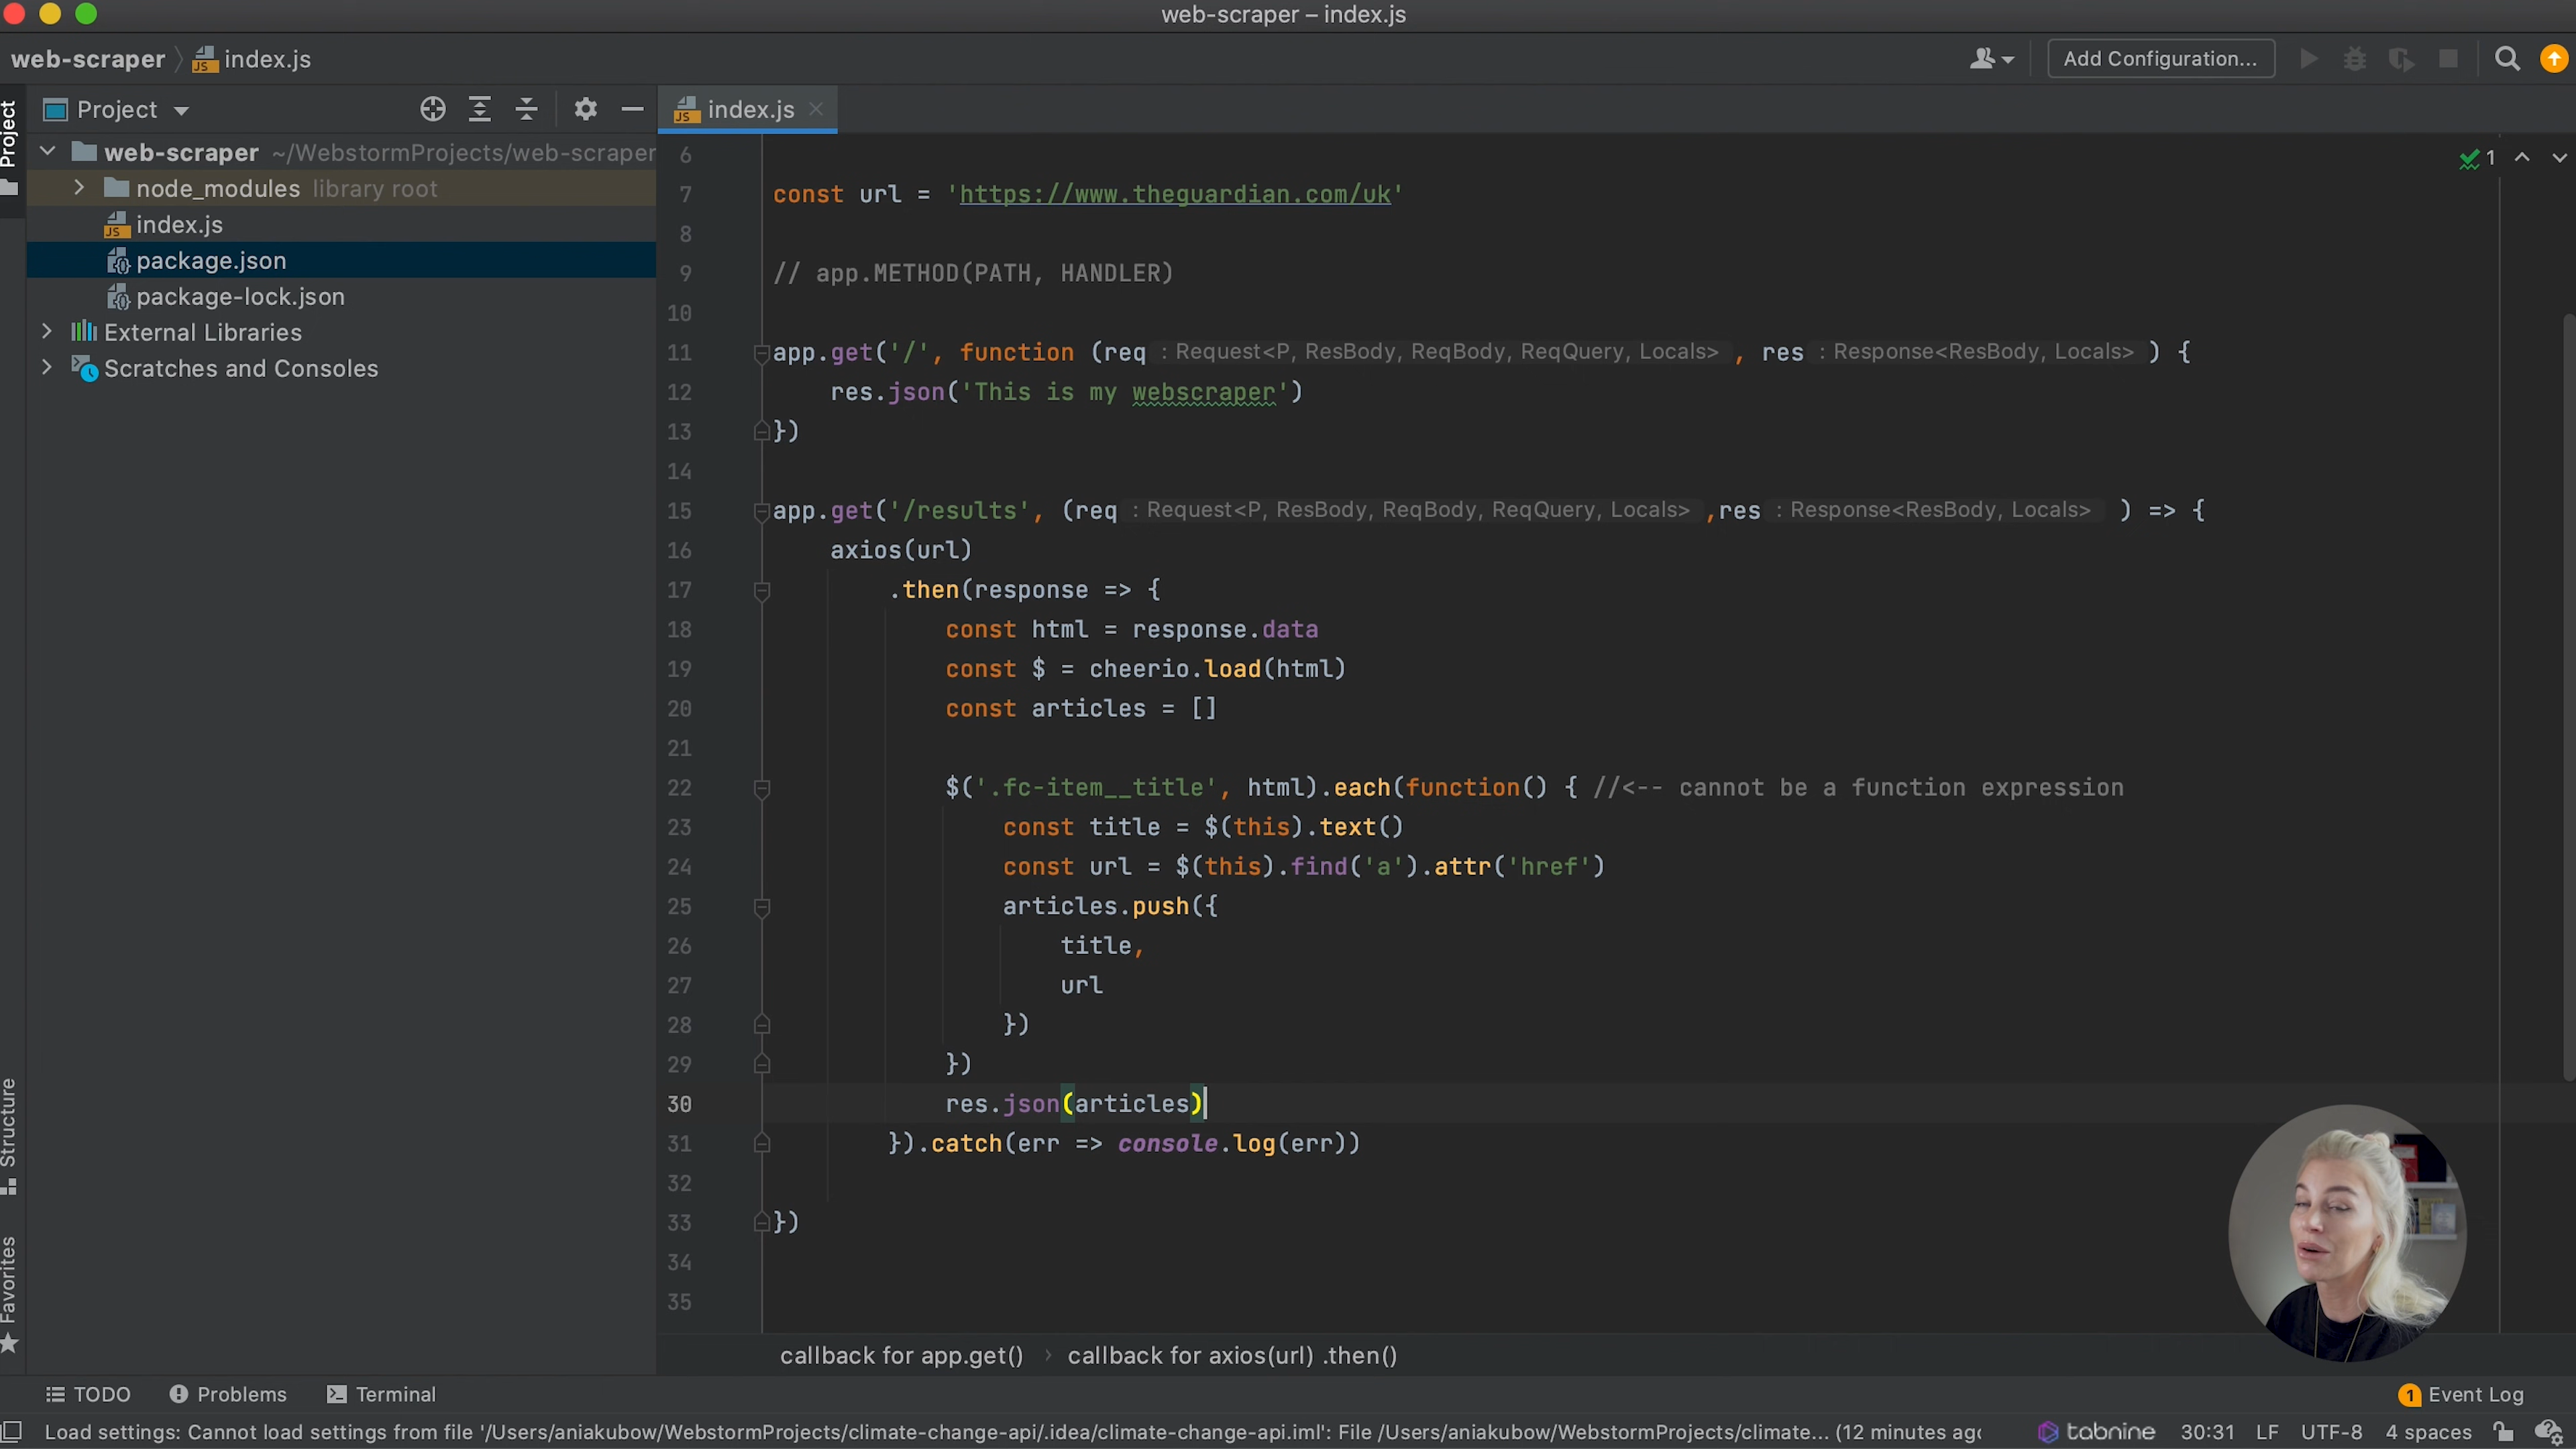 web-scraper – index.js
web-scraper
index.js
Add Configuration...
Project
Project
index.js
web-scraper ~/WebstormProjects/web-scraper
node_modules library root
index.js
package.json
package-lock.json
External Libraries
Scratches and Consoles
1
6
7 const url = 'https://www.theguardian.com/uk'
8
9 // app.METHOD(PATH, HANDLER)
10
11 app.get('/', function (req : Request<P, ResBody, ReqBody, ReqQuery, Locals> , res : Response<ResBody, Locals> ) {
12 res.json('This is my webscraper')
13 })
14
15 app.get('/results', (req : Request<P, ResBody, ReqBody, ReqQuery, Locals> ,res : Response<ResBody, Locals> ) => {
16 axios(url)
17 .then(response => {
18 const html = response.data
19 const $ = cheerio.load(html)
20 const articles = []
21
22 $('.fc-item__title', html).each(function() { //<-- cannot be a function expression
23 const title = $(this).text()
24 const url = $(this).find('a').attr('href')
25 articles.push({
26 title,
27 url
28 })
29 })
30 res.json(articles)
31 }).catch(err => console.log(err))
32
33 })
34
35
Structure
Favorites
callback for app.get() › callback for axios(url) .then()
TODO
Problems
Terminal
1 Event Log
Load settings: Cannot load settings from file '/Users/aniakubow/WebstormProjects/climate-change-api/.idea/climate-change-api.iml': File /Users/aniakubow/WebstormProjects/climate... (12 minutes ago
tabnine
30:31
LF
UTF-8
4 spaces